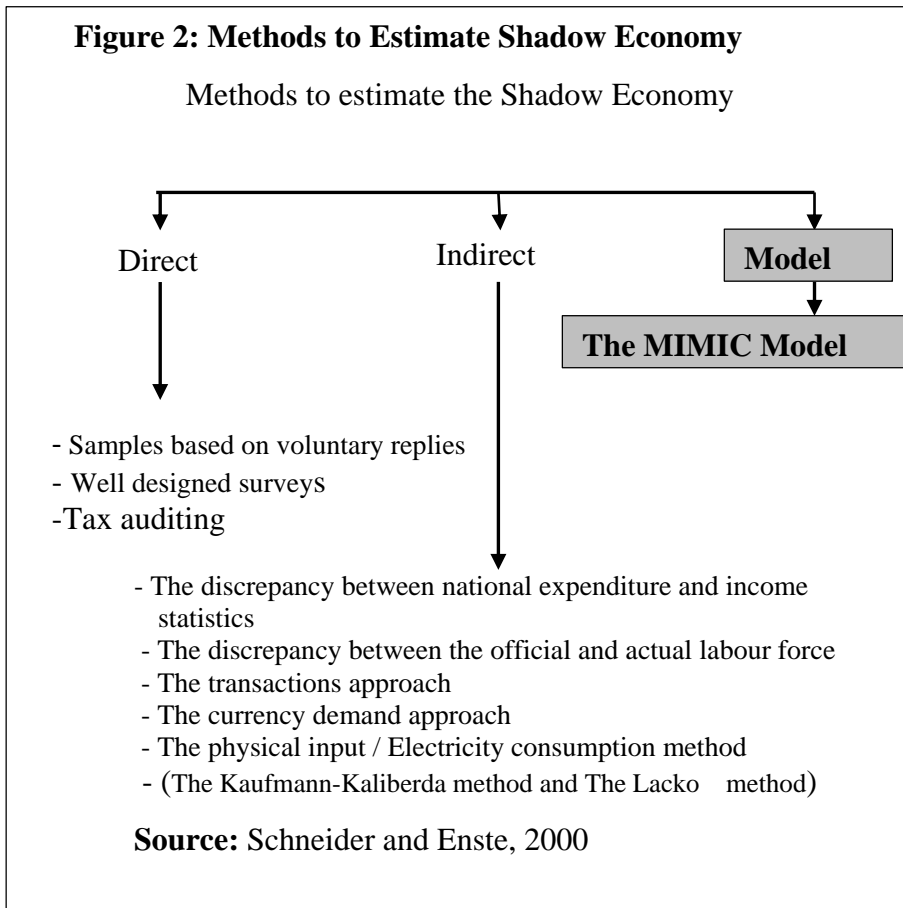 Figure 2: Methods to Estimate Shadow Economy
Methods to estimate the Shadow Economy
Direct
Indirect
Model
The MIMIC Model
- Samples based on voluntary replies
- Well designed surveys
-Tax auditing
- The discrepancy between national expenditure and income
statistics
- The discrepancy between the official and actual labour force
- The transactions approach
- The currency demand approach
- The physical input / Electricity consumption method
- (The Kaufmann-Kaliberda method and The Lacko method)
Source: Schneider and Enste, 2000